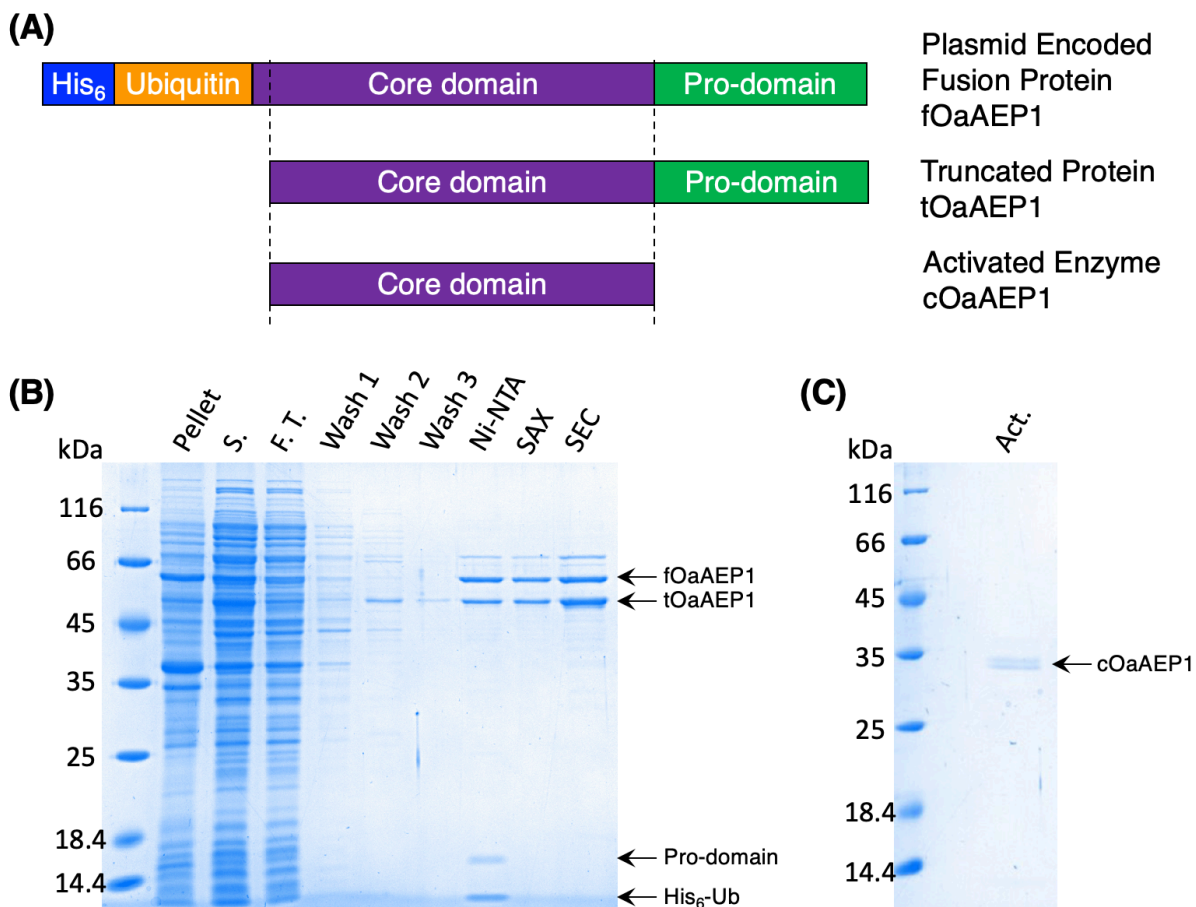 (A)
His6 Ubiquitin Core domain Pro-domain
Plasmid Encoded
Fusion Protein
fOaAEP1
Core domain Pro-domain
Truncated Protein
tOaAEP1
Core domain
Activated Enzyme
cOaAEP1
(B)
kDa
Pellet
S.
F. T.
Wash 1
Wash 2
Wash 3
Ni-NTA
SAX
SEC
116
66
45
35
25
18.4
14.4
fOaAEP1
tOaAEP1
Pro-domain
His6-Ub
(C)
kDa
Act.
116
66
45
35
25
18.4
14.4
cOaAEP1